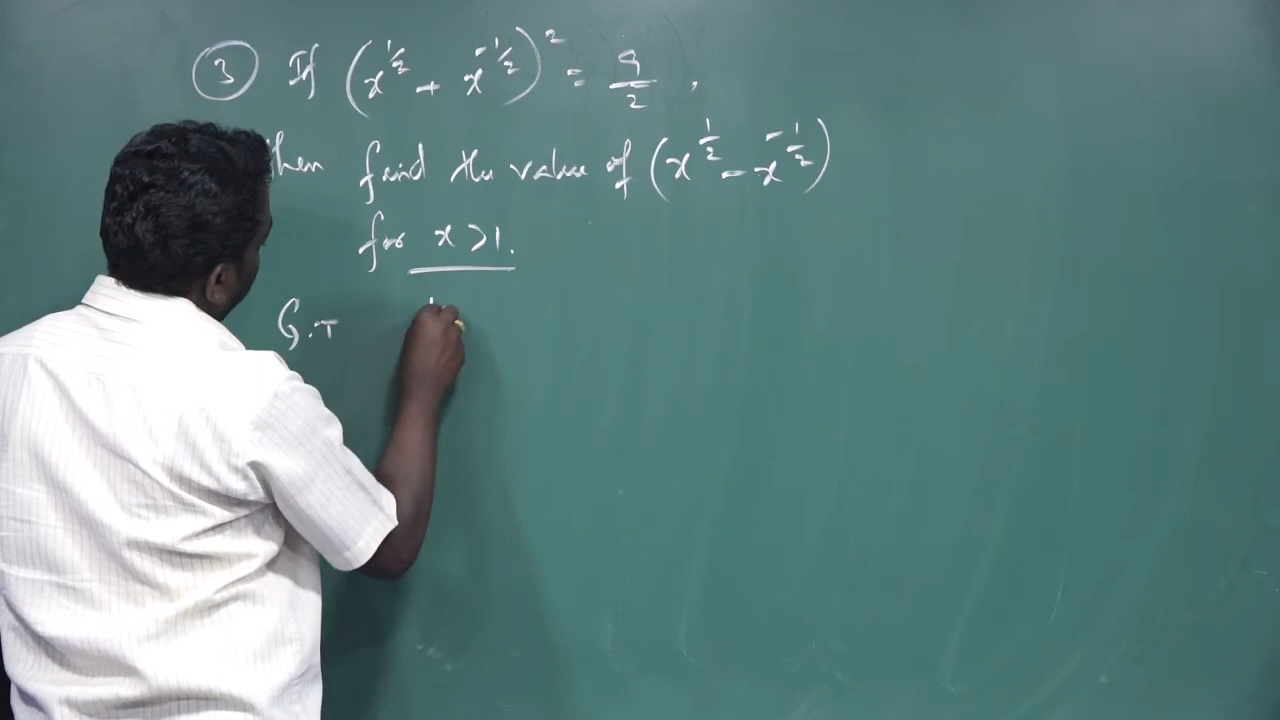 ③ If (x^{1/2} + x^{-1/2})^2 = 9/2 ,
then find the value of (x^{1/2} - x^{-1/2})
for x > 1.
G.T